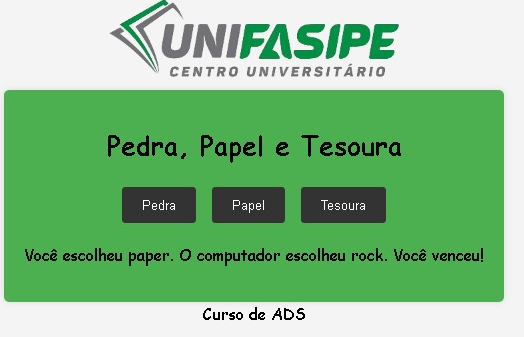 UNIFASIPE
CENTRO UNIVERSITÁRIO
Pedra, Papel e Tesoura
Pedra Papel Tesoura
Você escolheu paper. O computador escolheu rock. Você venceu!
Curso de ADS